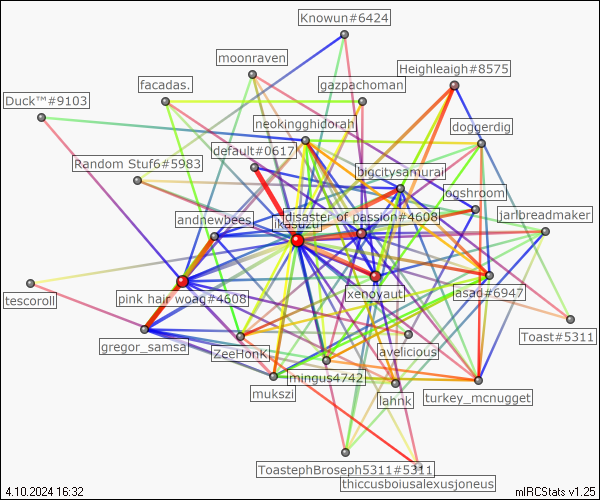 Knowun#6424
moonraven
Heighleaigh#8575
facadas.
gazpachoman
Duck™#9103
neokingghidorah
doggerdig
default#0617
Random Stuf6#5983
bigcitysamurai
ogshroom
andnewbees
disaster of passion#4608
jarlbreadmaker
ikasuzu
tescoroll
pink hair woag#4608
xenoyaut
asad#6947
Toast#5311
gregor_samsa
ZeeHonK
avelicious
mukszi
mingus4742
lahnk
turkey_mcnugget
ToastephBroseph5311#5311
thiccusboiusalexusjoneus
4.10.2024 16:32
mIRCStats v1.25